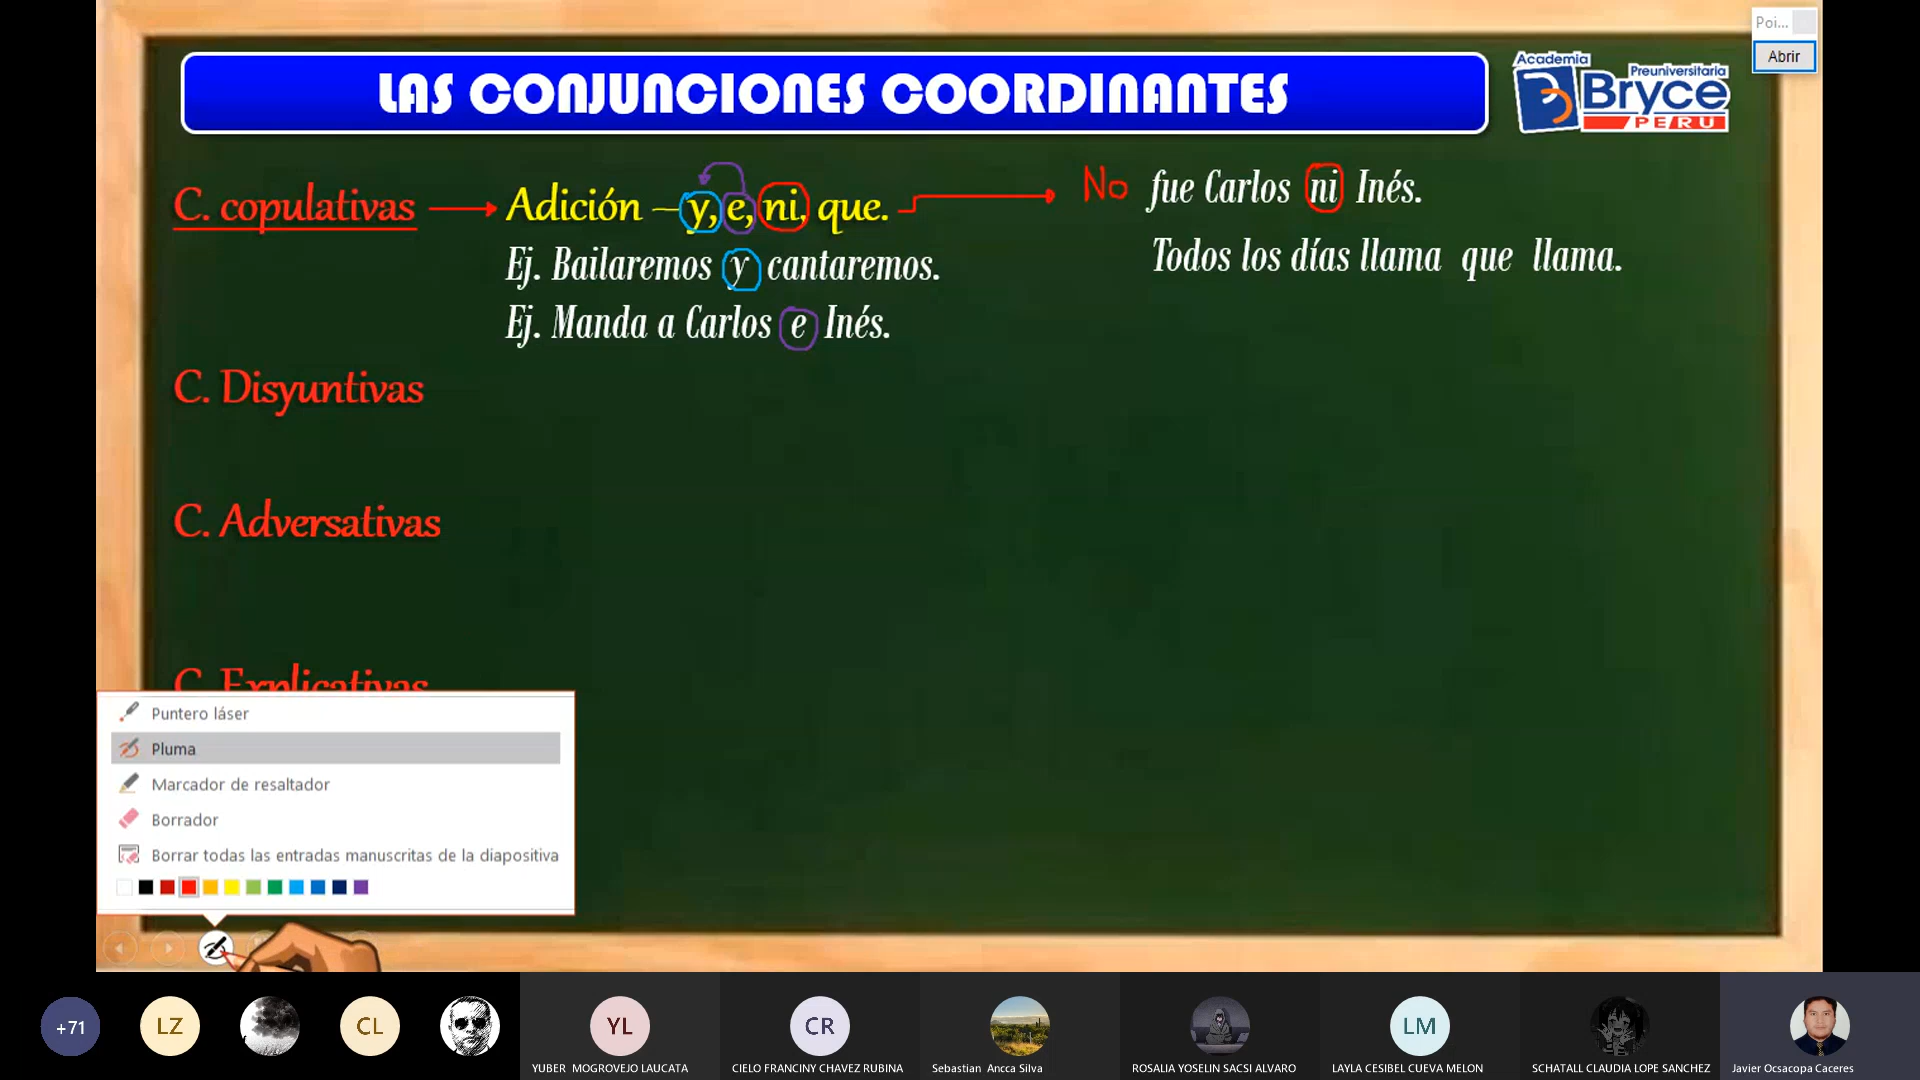 Poi...
Abrir
LAS CONJUNCIONES COORDINANTES
Academia
Preuniversitaria
Bryce
PERU
C. copulativas
Adición – y, e, ni, que.
Ej. Bailaremos y cantaremos.
Ej. Manda a Carlos e Inés.
No fue Carlos ni Inés.
Todos los días llama que llama.
C. Disyuntivas
C. Adversativas
C. Explicativas
Puntero láser
Pluma
Marcador de resaltador
Borrador
Borrar todas las entradas manuscritas de la diapositiva
+71
LZ
CL
YL
YUBER MOGROVEJO LAUCATA
CR
CIELO FRANCINY CHAVEZ RUBINA
Sebastian Ancca Silva
ROSALIA YOSELIN SACSI ALVARO
LM
LAYLA CESIBEL CUEVA MELON
SCHATALL CLAUDIA LOPE SANCHEZ
Javier Ocsacopa Caceres